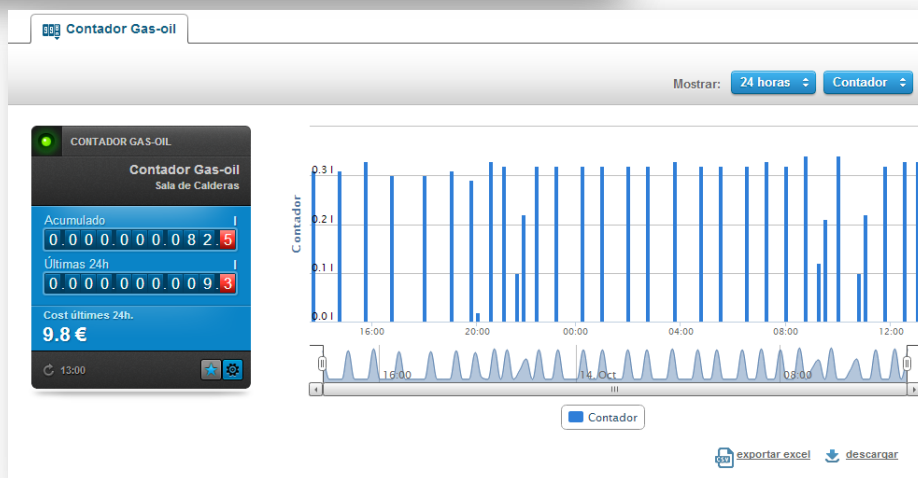 Contador Gas-oil
Mostrar: 24 horas Contador
CONTADOR GAS-OIL
Contador Gas-oil
Sala de Calderas
Acumulado l
0.000.000.082.5
Últimas 24h l
0.000.000.009.3
Cost últimes 24h.
9.8 €
13:00
Contador
0.3 l
0.2 l
0.1 l
0.0 l
16:00 20:00 00:00 04:00 08:00 12:00
16:00 14. Oct 08:00
Contador
CSV exportar excel descargar